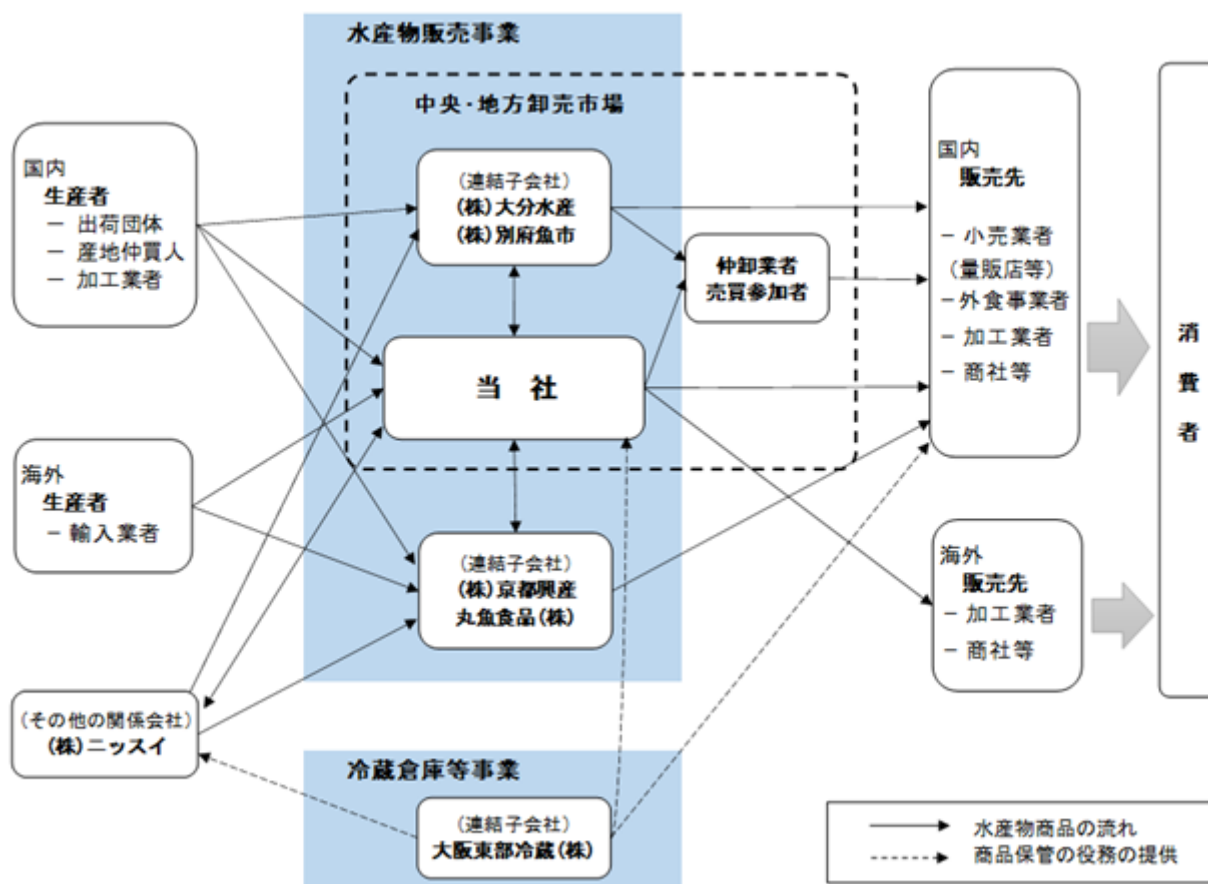 水産物販売事業
中央・地方卸売市場
国内
生産者
－ 出荷団体
－ 産地仲買人
－ 加工業者
海外
生産者
－ 輸入業者
（その他の関係会社）
（株）ニッスイ
（連結子会社）
（株）大分水産
（株）別府魚市
当 社
（連結子会社）
（株）京都興産
丸魚食品（株）
仲卸業者
売買参加者
国内
販売先
－ 小売業者
（量販店等）
－ 外食事業者
－ 加工業者
－ 商社等
海外
販売先
－ 加工業者
－ 商社等
消
費
者
冷蔵倉庫等事業
（連結子会社）
大阪東部冷蔵（株）
水産物商品の流れ
商品保管の役務の提供